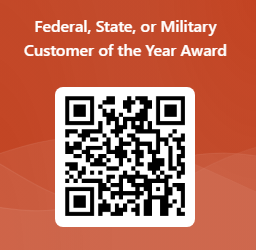 Federal, State, or Military
Customer of the Year Award